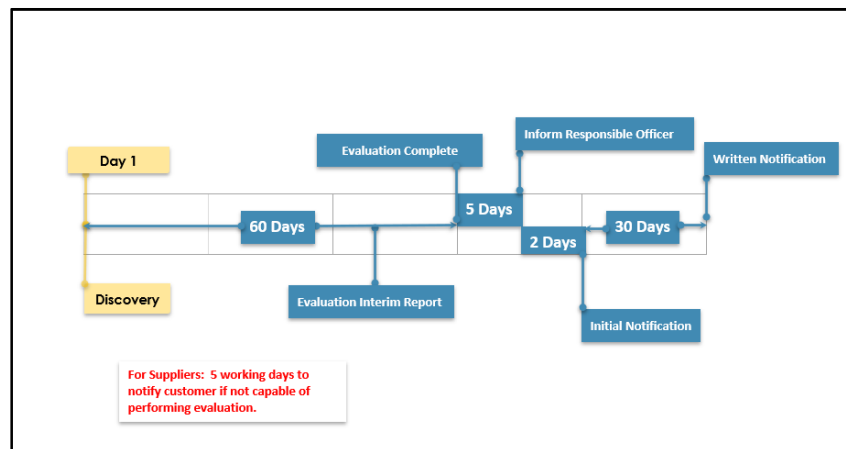 Inform Responsible Officer
Evaluation Complete
Written Notification
Day 1
5 Days
60 Days
30 Days
2 Days
Discovery
Evaluation Interim Report
Initial Notification
For Suppliers: 5 working days to
notify customer if not capable of
performing evaluation.